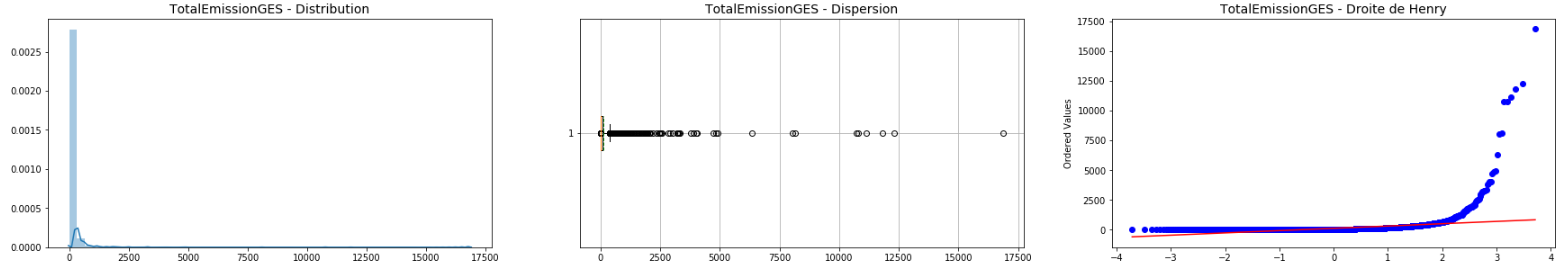 TotalEmissionGES - Distribution
0.0025
0.0020
0.0015
0.0010
0.0005
0.0000
0 2500 5000 7500 10000 12500 15000 17500
TotalEmissionGES - Dispersion
1
0 2500 5000 7500 10000 12500 15000 17500
TotalEmissionGES - Droite de Henry
Ordered Values
17500
15000
12500
10000
7500
5000
2500
0
−4 −3 −2 −1 0 1 2 3 4